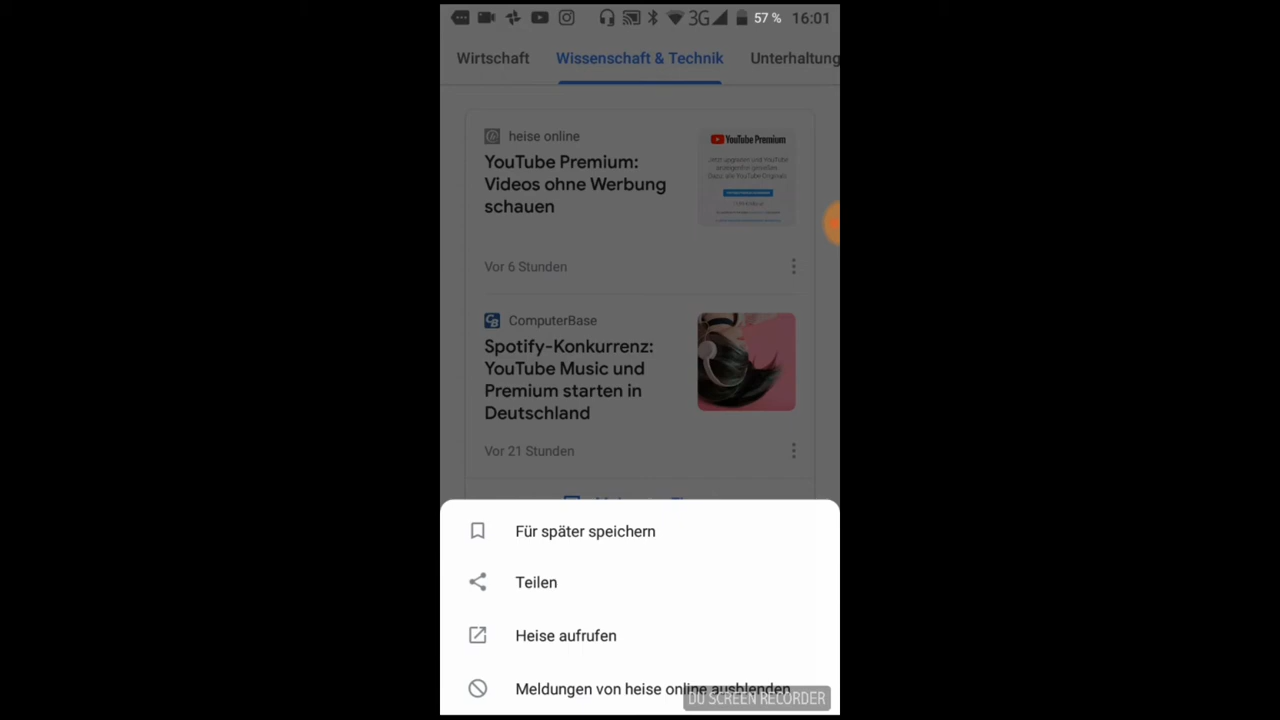 3G 57 % 16:01
Wirtschaft Wissenschaft & Technik Unterhaltung
heise online
YouTube Premium:
Videos ohne Werbung
schauen
YouTube Premium
Vor 6 Stunden
ComputerBase
Spotify-Konkurrenz:
YouTube Music und
Premium starten in
Deutschland
Vor 21 Stunden
Für später speichern
Teilen
Heise aufrufen
Meldungen von heise online ausblenden
DU SCREEN RECORDER